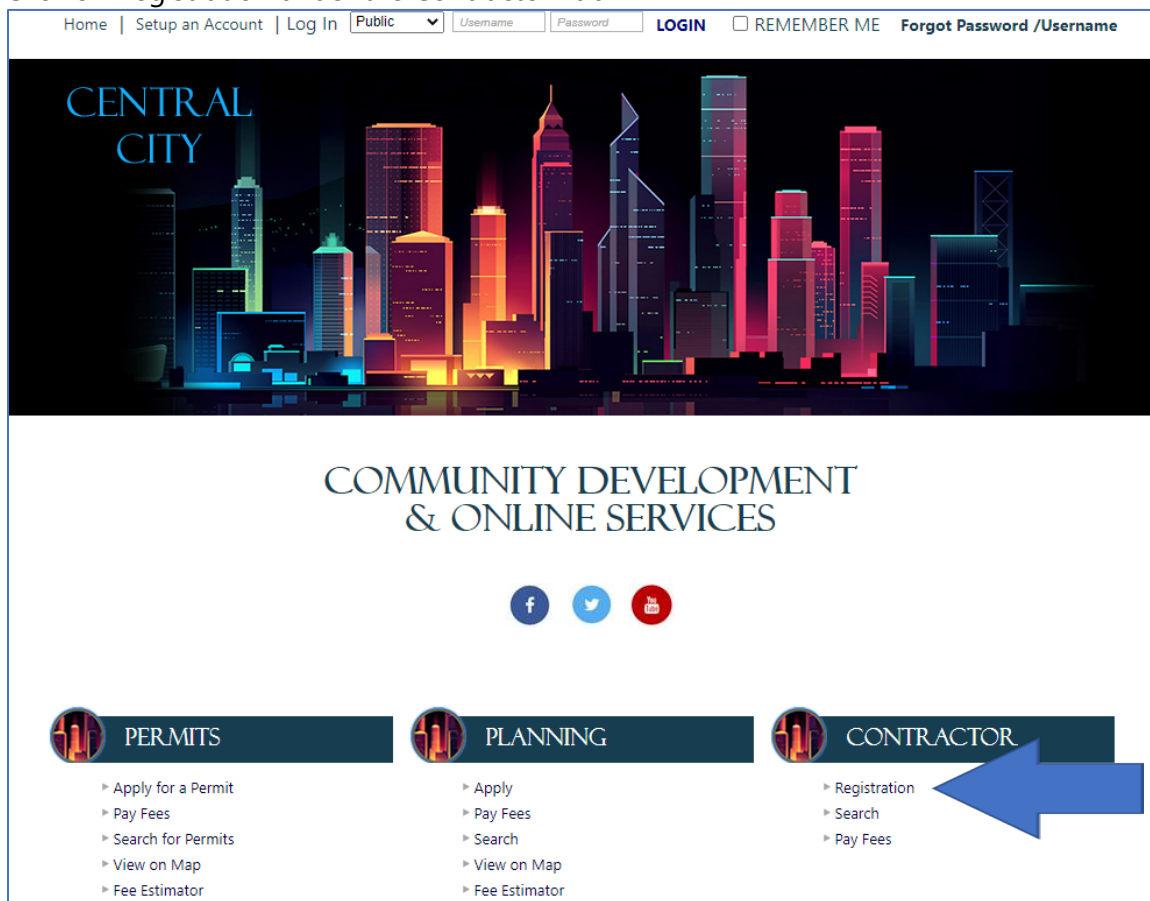 Home | Setup an Account | Log In Public Username Password LOGIN REMEMBER ME Forgot Password /Username
CENTRAL
CITY
COMMUNITY DEVELOPMENT
& ONLINE SERVICES
f You Tube
PERMITS
Apply for a Permit
Pay Fees
Search for Permits
View on Map
Fee Estimator
PLANNING
Apply
Pay Fees
Search
View on Map
Fee Estimator
CONTRACTOR
Registration
Search
Pay Fees